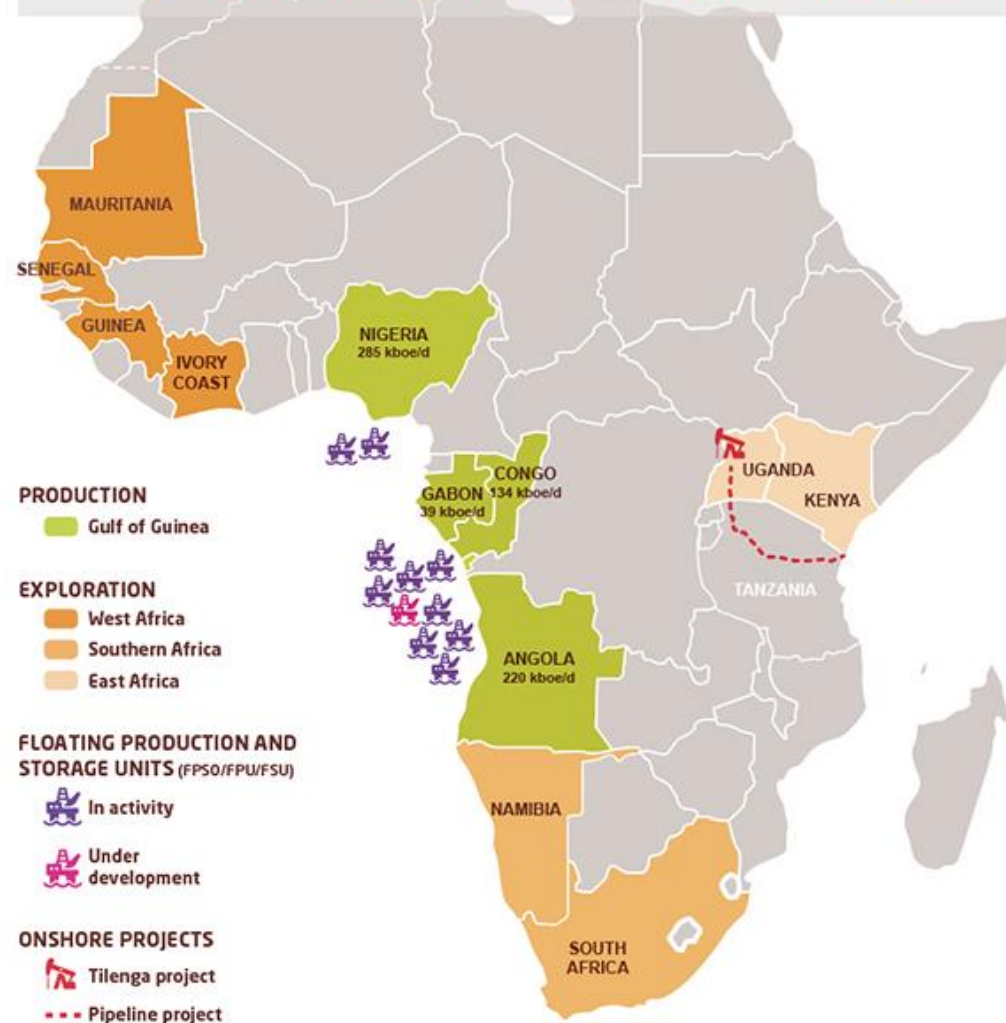 MAURITANIA
SENEGAL
GUINEA
IVORY
COAST
NIGERIA
285 kboe/d
CONGO
134 kboe/d
GABON
39 kboe/d
UGANDA
KENYA
TANZANIA
ANGOLA
220 kboe/d
NAMIBIA
SOUTH
AFRICA
PRODUCTION
Gulf of Guinea
EXPLORATION
West Africa
Southern Africa
East Africa
FLOATING PRODUCTION AND
STORAGE UNITS (FPSO/FPU/FSU)
In activity
Under
development
ONSHORE PROJECTS
Tilenga project
Pipeline project